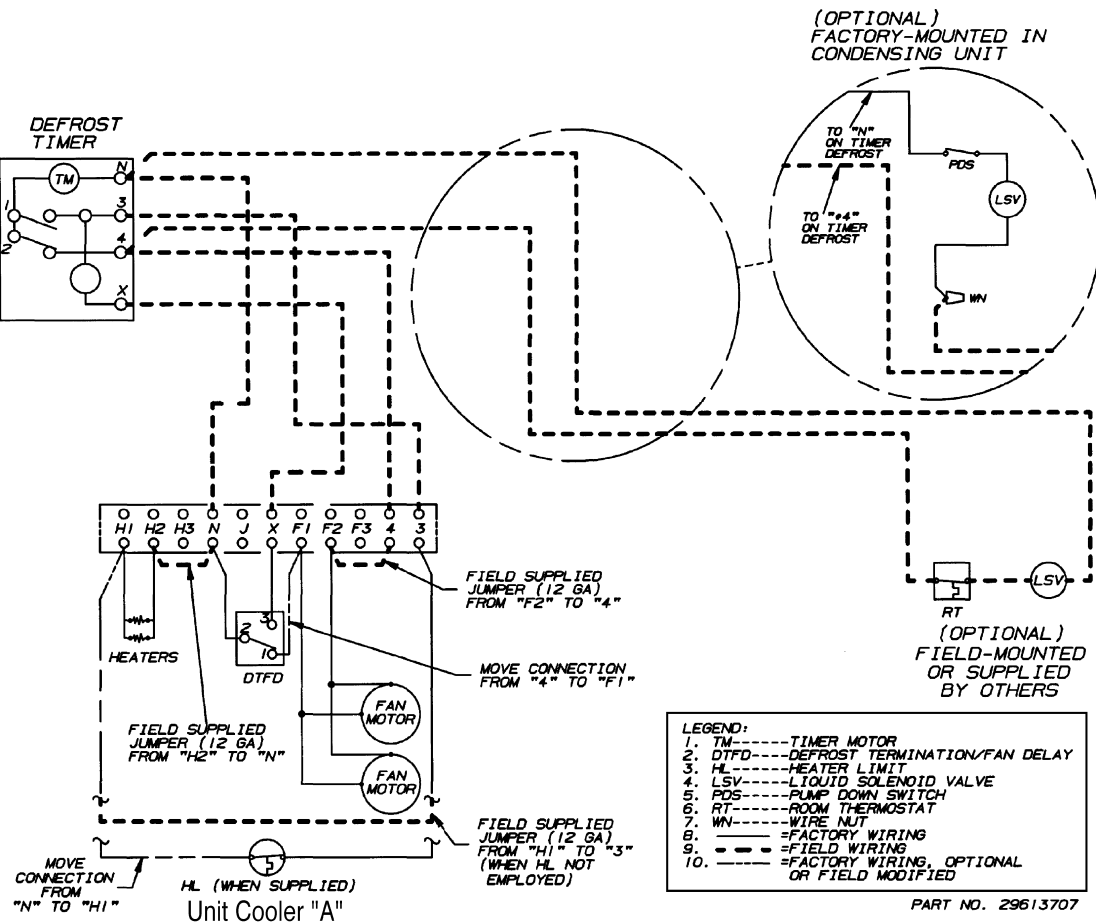 (OPTIONAL)
FACTORY-MOUNTED IN
CONDENSING UNIT
DEFROST
TIMER
TM
N
1
3
2
4
X
TO "N"
ON TIMER
DEFROST
PDS
LSV
TO "#4"
ON TIMER
DEFROST
WN
H1 H2 H3 N J X F1 F2 F3 4 3
FIELD SUPPLIED
JUMPER (12 GA)
FROM "F2" TO "4"
3
2
1
HEATERS
DTFD
MOVE CONNECTION
FROM "4" TO "F1"
RT
LSV
(OPTIONAL)
FIELD-MOUNTED
OR SUPPLIED
BY OTHERS
FAN
MOTOR
FAN
MOTOR
FIELD SUPPLIED
JUMPER (12 GA)
FROM "H2" TO "N"
FIELD SUPPLIED
JUMPER (12 GA)
FROM "H1" TO "3"
(WHEN HL NOT
EMPLOYED)
MOVE
CONNECTION
FROM
"N" TO "H1"
HL (WHEN SUPPLIED)
Unit Cooler "A"
LEGEND:
1. TM------TIMER MOTOR
2. DTFD----DEFROST TERMINATION/FAN DELAY
3. HL------HEATER LIMIT
4. LSV-----LIQUID SOLENOID VALVE
5. PDS-----PUMP DOWN SWITCH
6. RT------ROOM THERMOSTAT
7. WN------WIRE NUT
8. =FACTORY WIRING
9. =FIELD WIRING
10. =FACTORY WIRING, OPTIONAL
OR FIELD MODIFIED
PART NO. 29613707